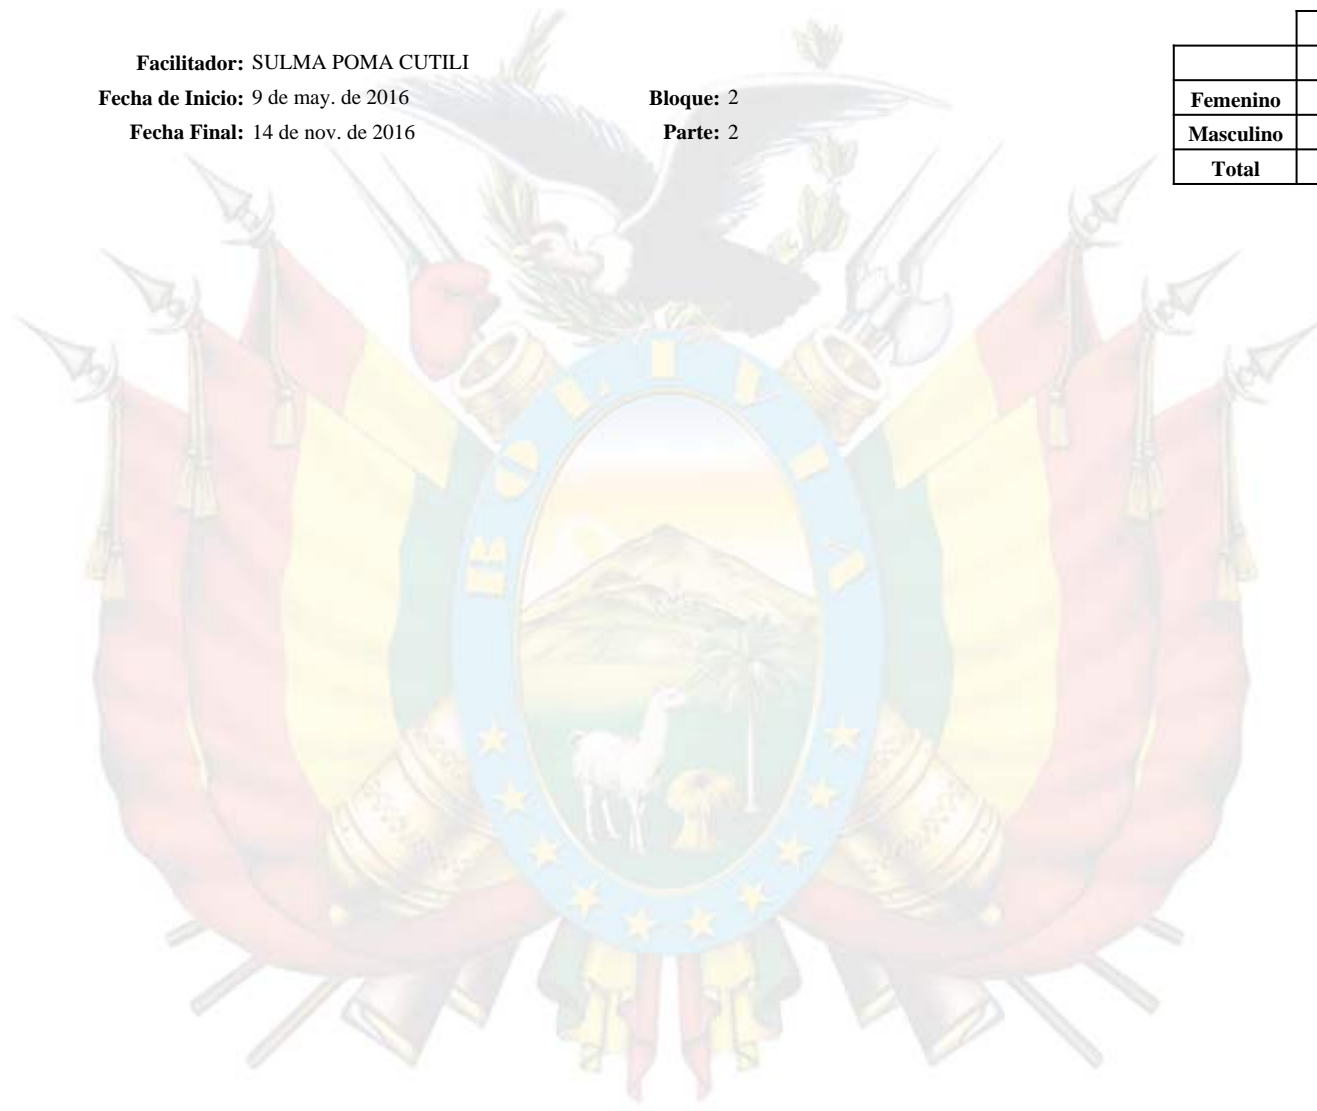 Facilitador: SULMA POMA CUTILI
Fecha de Inicio: 9 de may. de 2016 Bloque: 2
Fecha Final: 14 de nov. de 2016 Parte: 2
Femenino
Masculino
Total
BOLIVIA